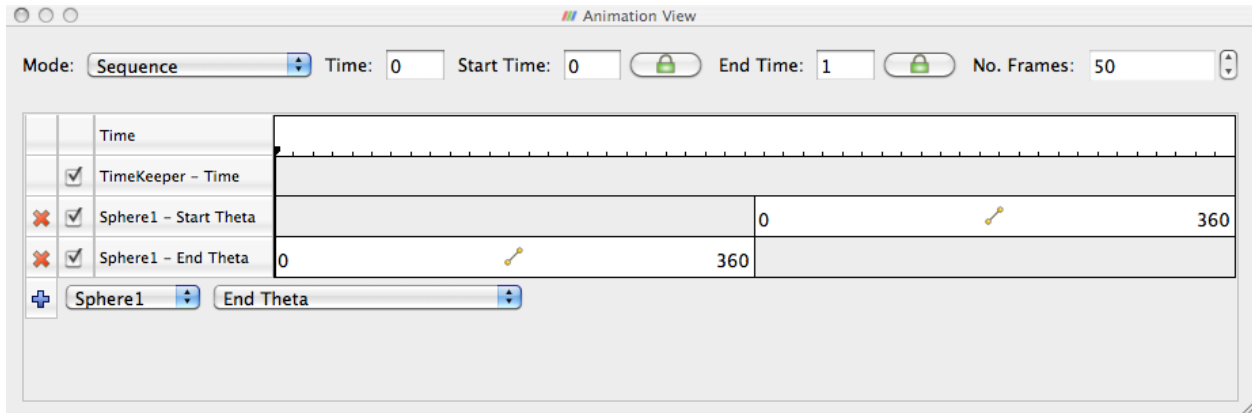 Animation View
Mode: Sequence Time: 0 Start Time: 0 End Time: 1 No. Frames: 50
Time
TimeKeeper – Time
Sphere1 – Start Theta 0 360
Sphere1 – End Theta 0 360
Sphere1 End Theta